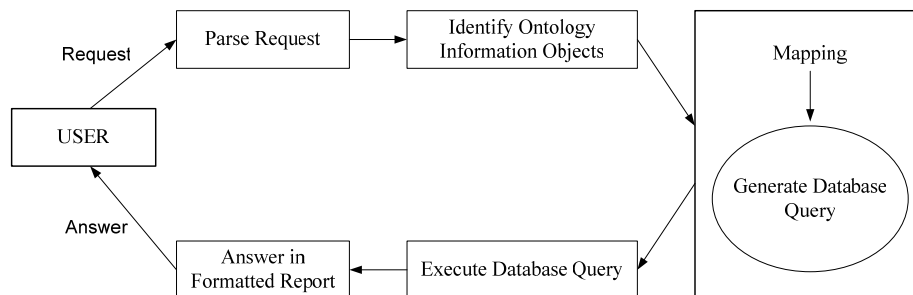 Request
Parse Request
Identify Ontology
Information Objects
Mapping
USER
Generate Database
Query
Answer
Answer in
Formatted Report
Execute Database Query